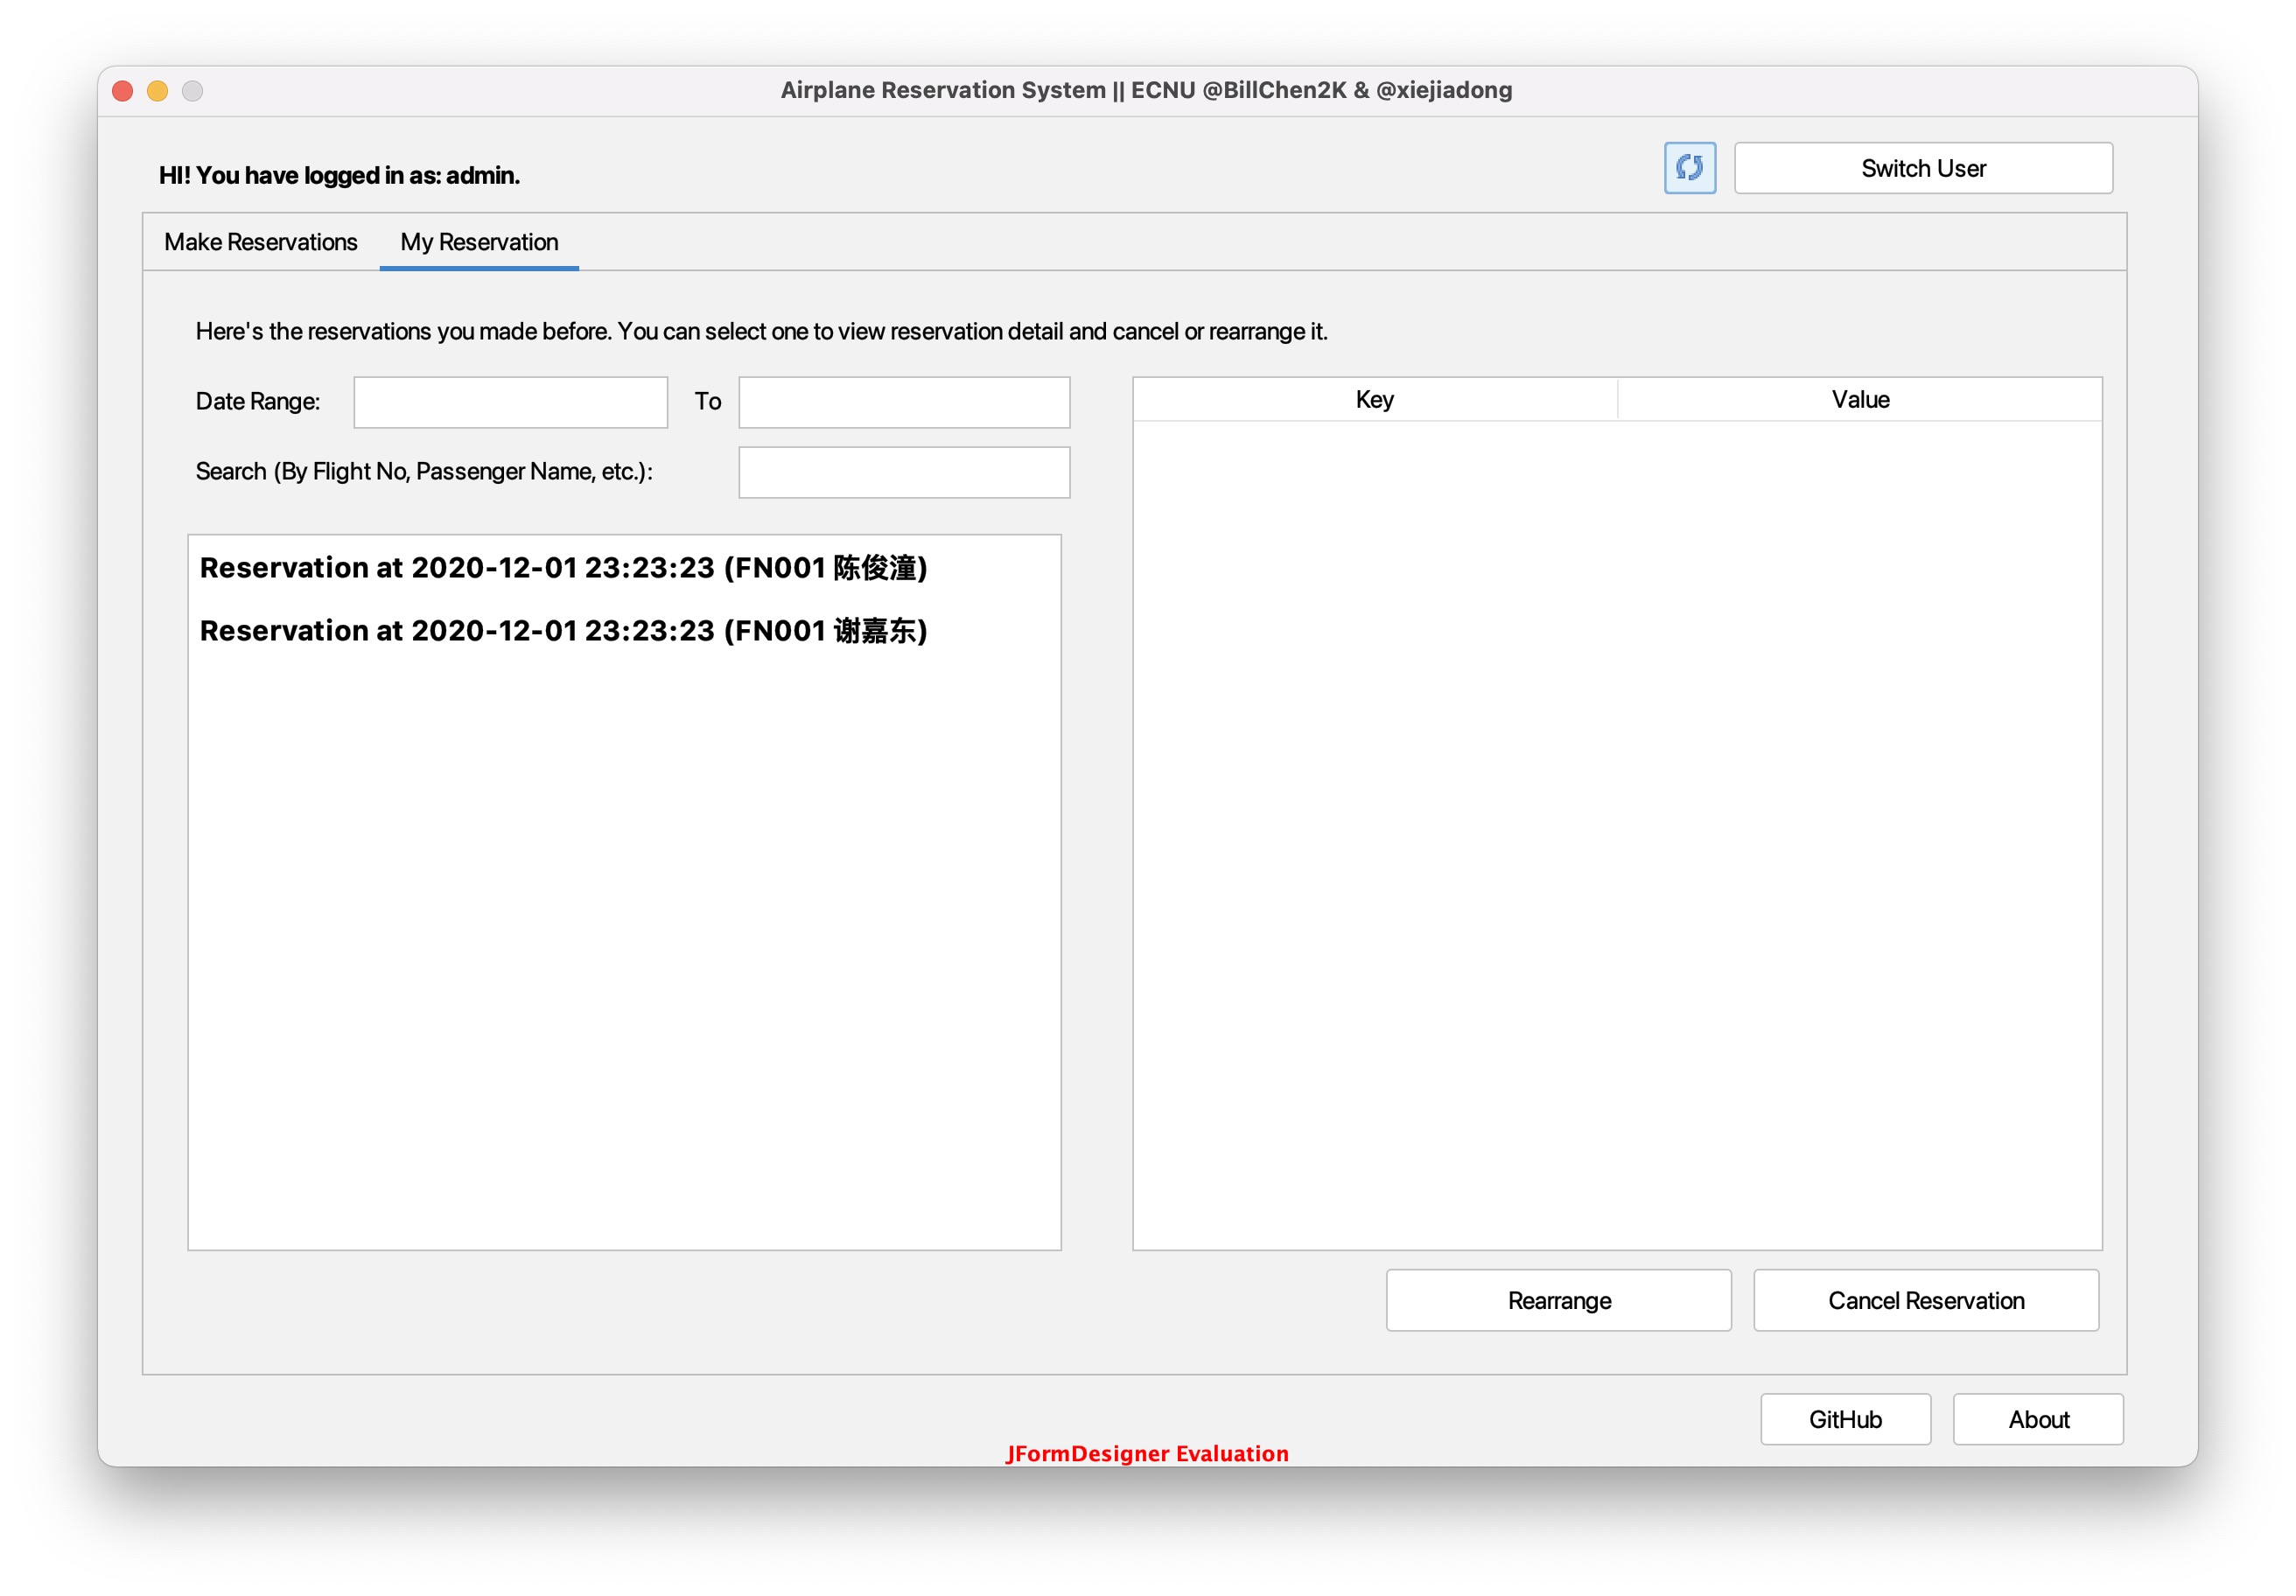 Airplane Reservation System || ECNU @BillChen2K & @xiejiadong
HI! You have logged in as: admin.
Switch User
Make Reservations
My Reservation
Here's the reservations you made before. You can select one to view reservation detail and cancel or rearrange it.
Date Range:
To
Search (By Flight No, Passenger Name, etc.):
Reservation at 2020-12-01 23:23:23 (FN001 陈俊潼)
Reservation at 2020-12-01 23:23:23 (FN001 谢嘉东)
Key
Value
Rearrange
Cancel Reservation
GitHub
About
JFormDesigner Evaluation